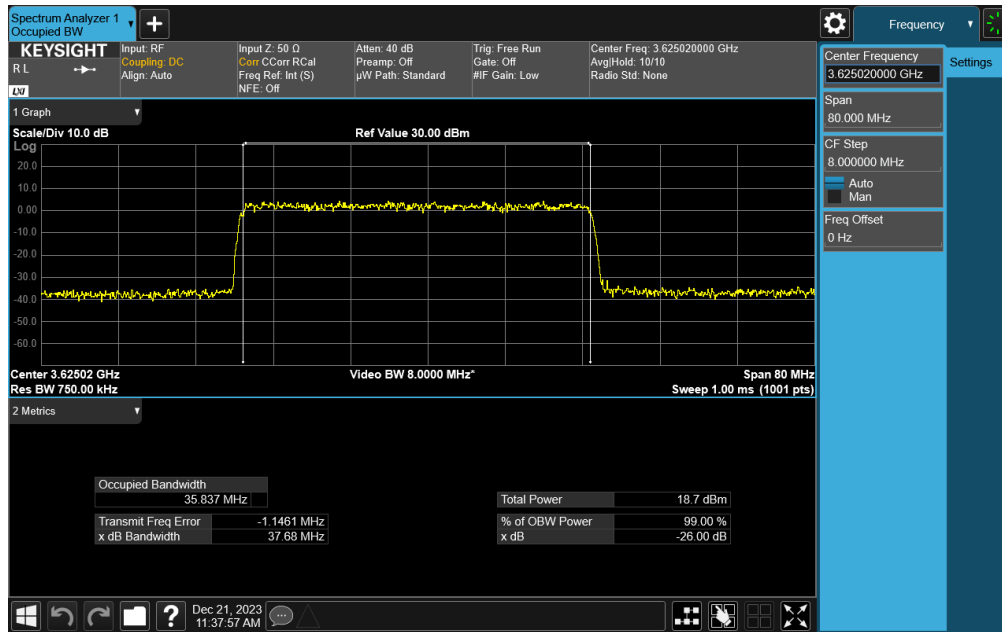 Spectrum Analyzer 1
Occupied BW
Frequency
KEYSIGHT
R L
LXI
Input: RF
Coupling: DC
Align: Auto
Input Z: 50 Ω
Corr CCorr RCal
Freq Ref: Int (S)
NFE: Off
Atten: 40 dB
Preamp: Off
µW Path: Standard
Trig: Free Run
Gate: Off
#IF Gain: Low
Center Freq: 3.625020000 GHz
Avg|Hold: 10/10
Radio Std: None
Center Frequency
3.625020000 GHz
Settings
Span
80.000 MHz
CF Step
8.000000 MHz
Auto
Man
Freq Offset
0 Hz
1 Graph
Scale/Div 10.0 dB
Ref Value 30.00 dBm
Log
20.0
10.0
0.00
-10.0
-20.0
-30.0
-40.0
-50.0
-60.0
Center 3.62502 GHz
Video BW 8.0000 MHz*
Span 80 MHz
Res BW 750.00 kHz
Sweep 1.00 ms (1001 pts)
2 Metrics
Occupied Bandwidth
35.837 MHz
Total Power 18.7 dBm
Transmit Freq Error -1.1461 MHz
% of OBW Power 99.00 %
x dB Bandwidth 37.68 MHz
x dB -26.00 dB
Dec 21, 2023
11:37:57 AM